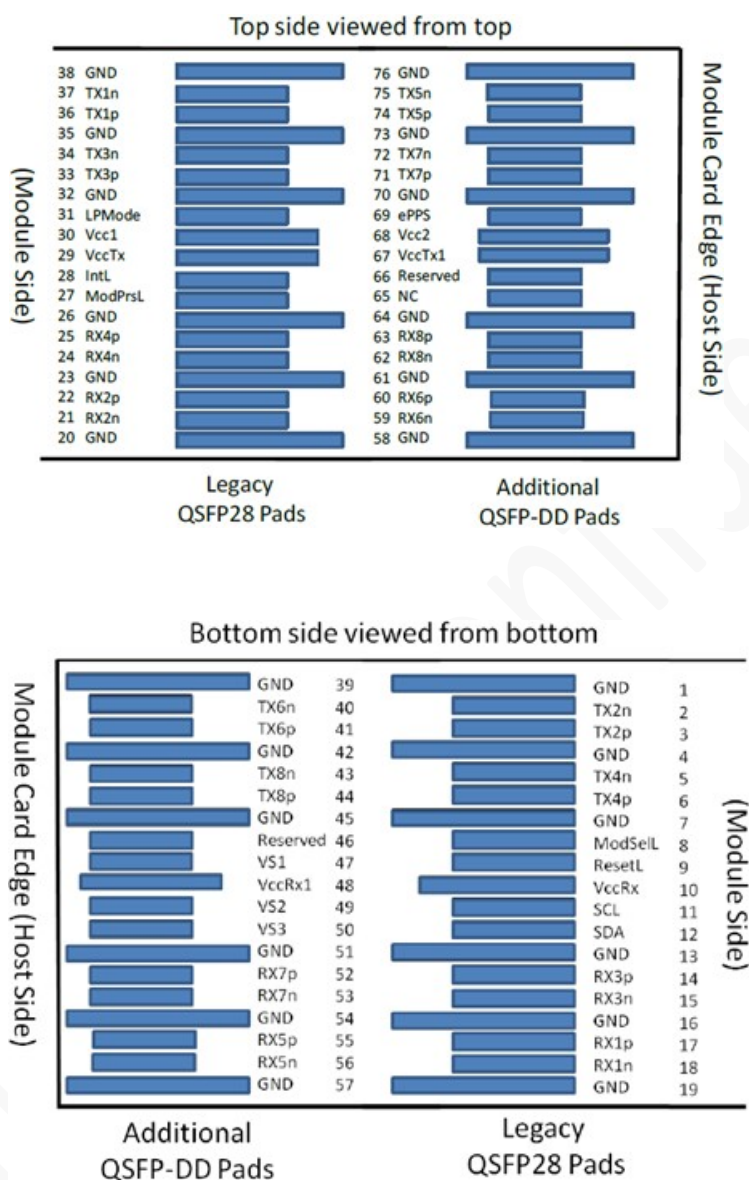 Top side viewed from top
38 GND 76 GND
37 TX1n 75 TX5n
36 TX1p 74 TX5p
35 GND 73 GND
34 TX3n 72 TX7n
33 TX3p 71 TX7p
32 GND 70 GND
31 LPMode 69 ePPS
30 Vcc1 68 Vcc2
29 VccTx 67 VccTx1
28 IntL 66 Reserved
27 ModPrsL 65 NC
26 GND 64 GND
25 RX4p 63 RX8p
24 RX4n 62 RX8n
23 GND 61 GND
22 RX2p 60 RX6p
21 RX2n 59 RX6n
20 GND 58 GND
(Module Side)
Module Card Edge (Host Side)
Legacy
QSFP28 Pads
Additional
QSFP-DD Pads
Bottom side viewed from bottom
GND 39 GND 1
TX6n 40 TX2n 2
TX6p 41 TX2p 3
GND 42 GND 4
TX8n 43 TX4n 5
TX8p 44 TX4p 6
GND 45 GND 7
Reserved 46 ModSelL 8
VS1 47 ResetL 9
VccRx1 48 VccRx 10
VS2 49 SCL 11
VS3 50 SDA 12
GND 51 GND 13
RX7p 52 RX3p 14
RX7n 53 RX3n 15
GND 54 GND 16
RX5p 55 RX1p 17
RX5n 56 RX1n 18
GND 57 GND 19
Module Card Edge (Host Side)
(Module Side)
Additional
QSFP-DD Pads
Legacy
QSFP28 Pads